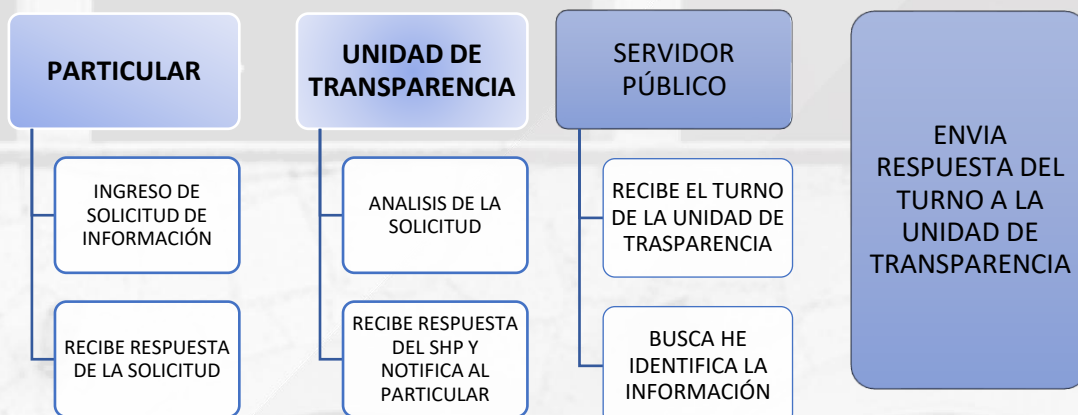 PARTICULAR
INGRESO DE
SOLICITUD DE
INFORMACIÓN
RECIBE RESPUESTA
DE LA SOLICITUD
UNIDAD DE
TRANSPARENCIA
ANALISIS DE LA
SOLICITUD
RECIBE RESPUESTA
DEL SHP Y
NOTIFICA AL
PARTICULAR
SERVIDOR
PÚBLICO
RECIBE EL TURNO
DE LA UNIDAD DE
TRASPARENCIA
BUSCA HE
IDENTIFICA LA
INFORMACIÓN
ENVIA
RESPUESTA DEL
TURNO A LA
UNIDAD DE
TRANSPARENCIA